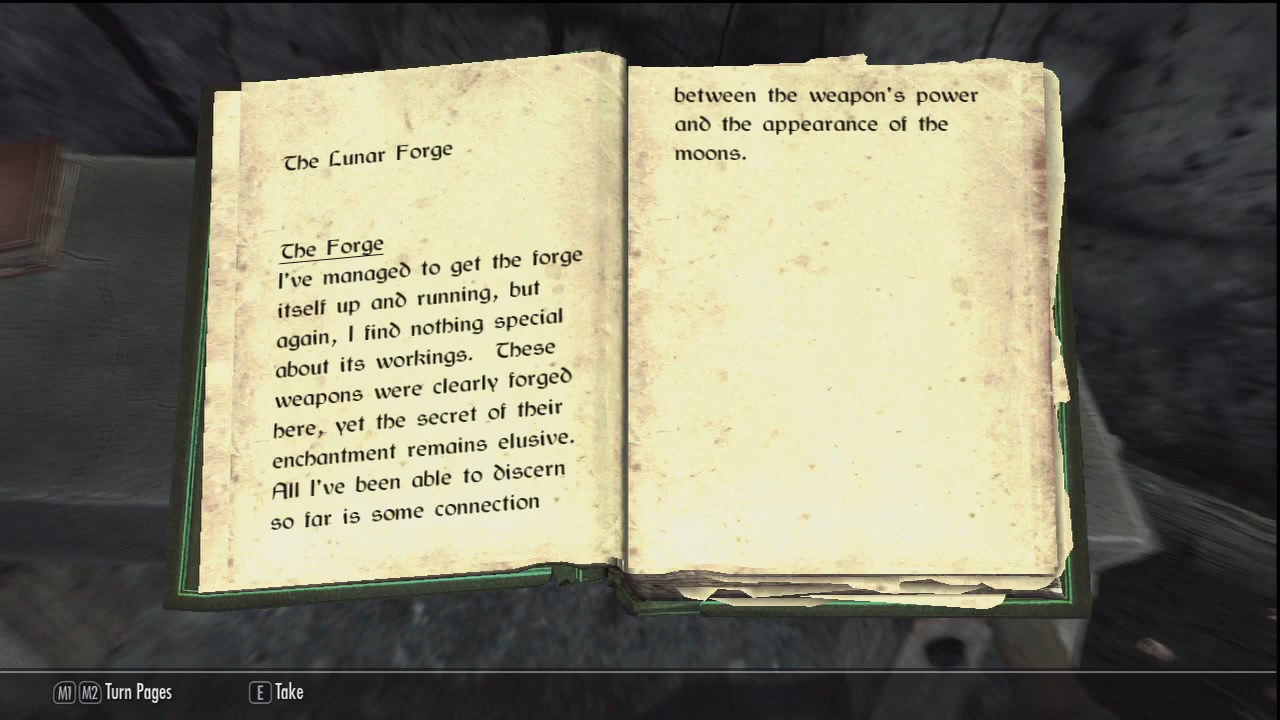 The Lunar Forge
The Forge
I've managed to get the forge
itself up and running, but
again, I find nothing special
about its workings.  These
weapons were clearly forged
here, yet the secret of their
enchantment remains elusive.
All I've been able to discern
so far is some connection
between the weapon's power
and the appearance of the
moons.
M1 M2 Turn Pages
E Take